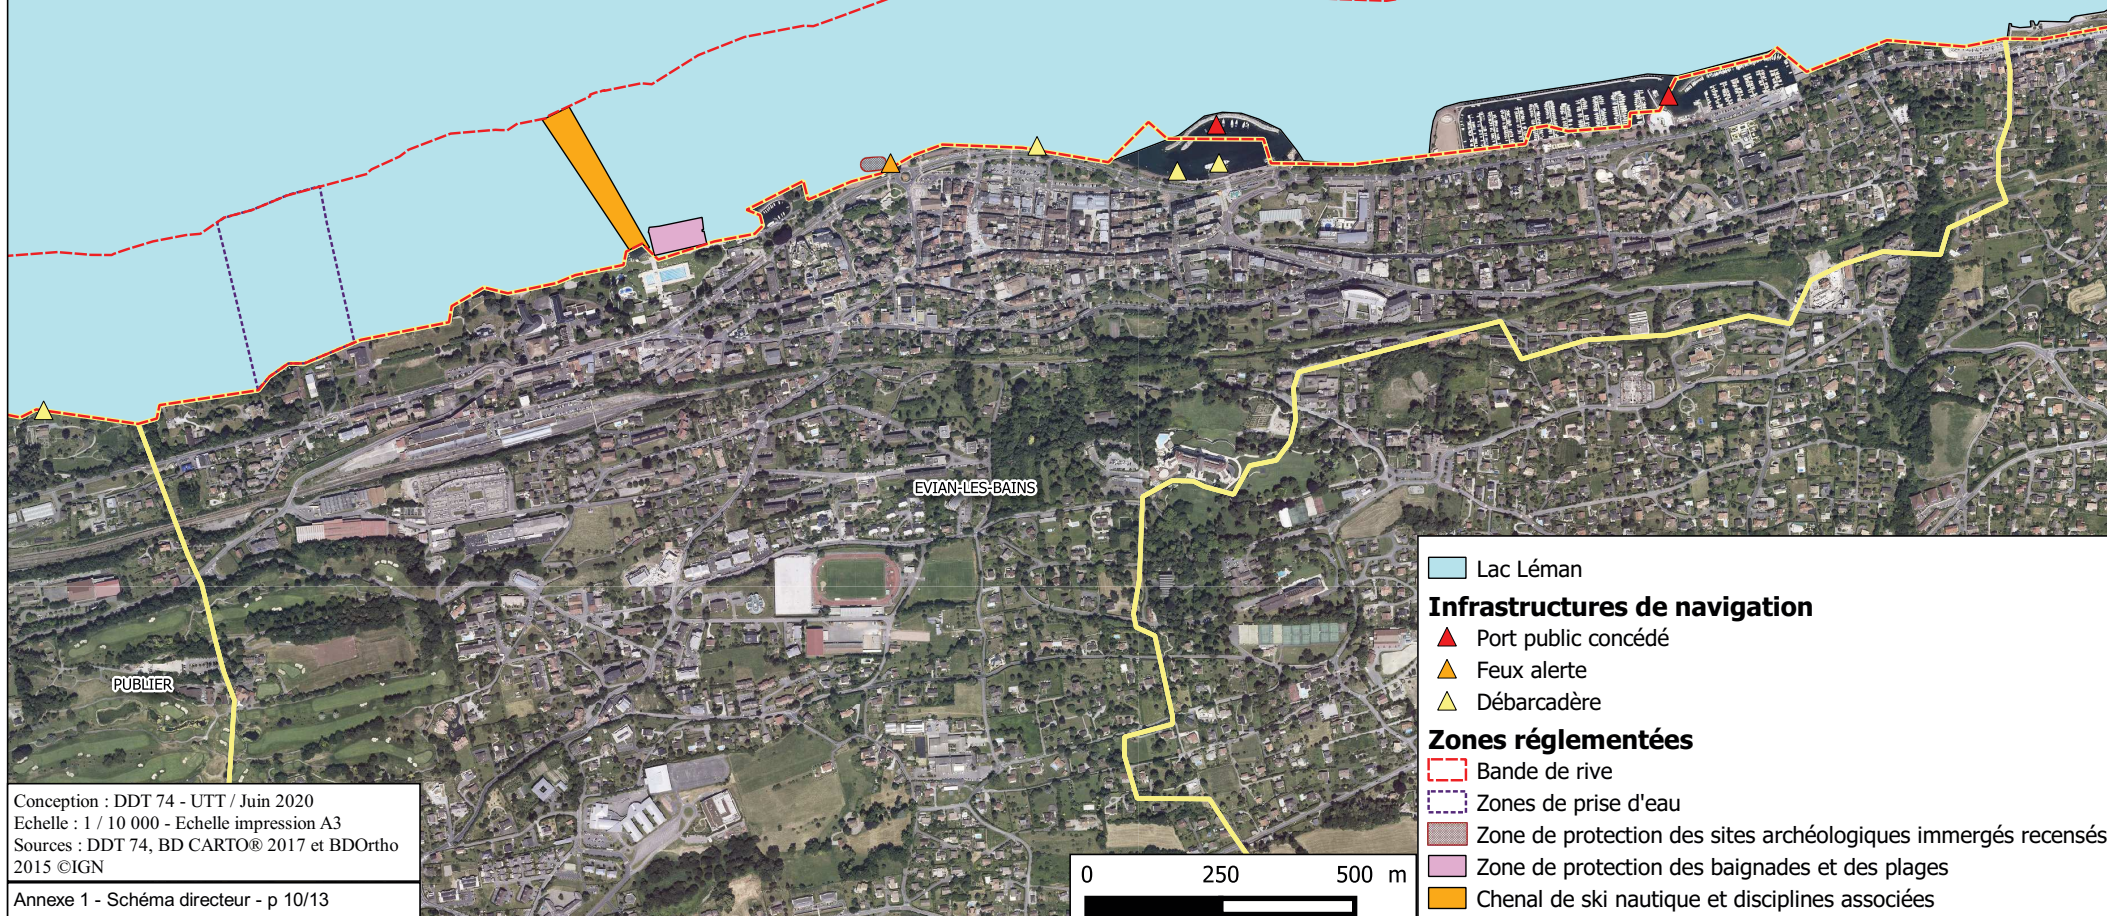 EVIAN-LES-BAINS
PUBLIER
Lac Léman
Infrastructures de navigation
Port public concédé
Feux alerte
Débarcadère
Zones réglementées
Bande de rive
Zones de prise d'eau
Zone de protection des sites archéologiques immergés recensés
Zone de protection des baignades et des plages
Chenal de ski nautique et disciplines associées
Conception : DDT 74 - UTT / Juin 2020
Echelle : 1 / 10 000 - Echelle impression A3
Sources : DDT 74, BD CARTO® 2017 et BDOrtho
2015 ©IGN
Annexe 1 - Schéma directeur - p 10/13
0 250 500 m